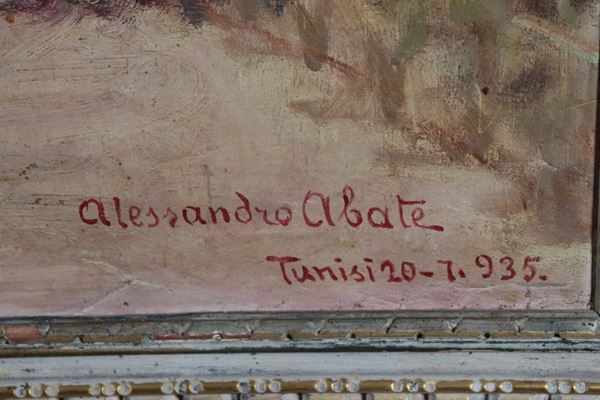 Alessandro Abate
Tunisi 20-7.935.